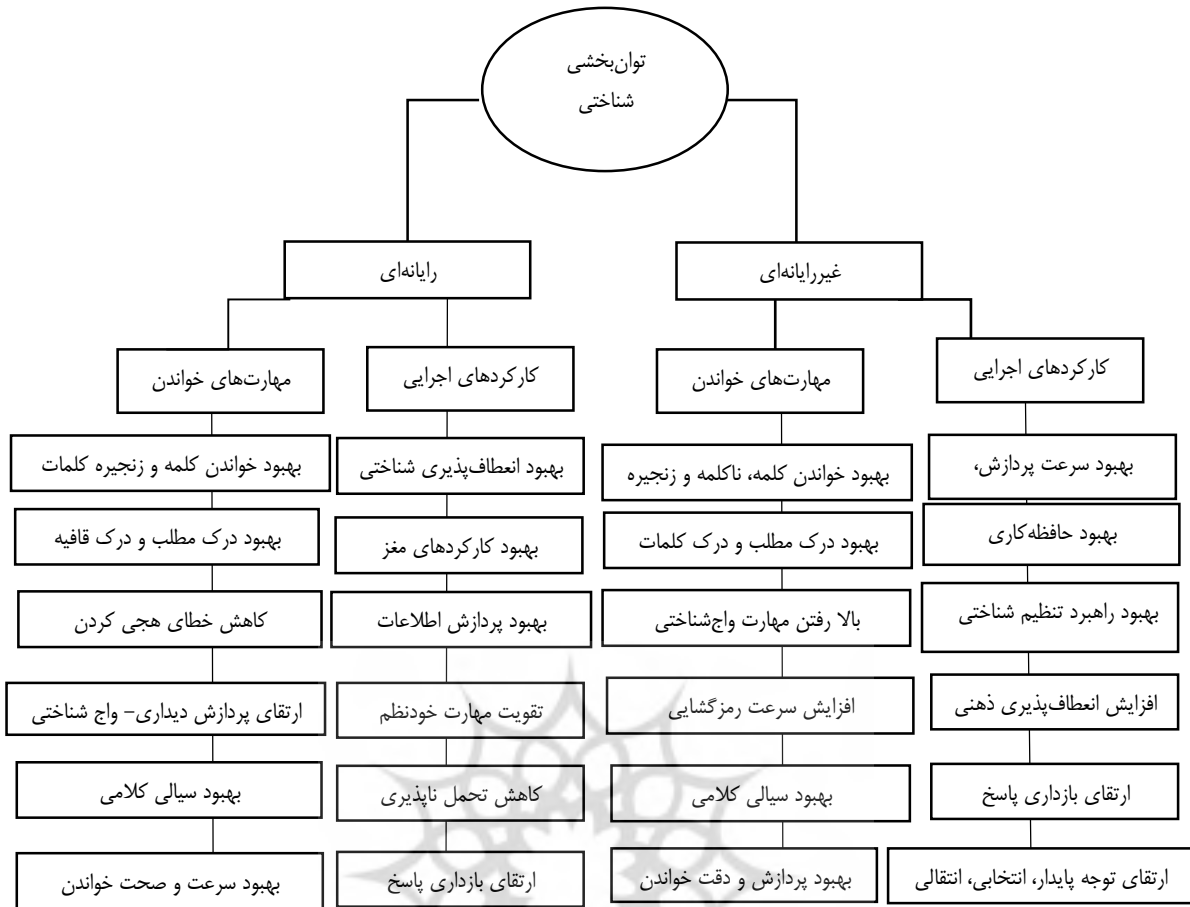 توان‌بخشی
شناختی
غیررایانه‌ای
رایانه‌ای
کارکردهای اجرایی
مهارت‌های خواندن
کارکردهای اجرایی
مهارت‌های خواندن
بهبود سرعت پردازش،
بهبود خواندن کلمه، ناکلمه و زنجیره
بهبود انعطاف‌پذیری شناختی
بهبود خواندن کلمه و زنجیره کلمات
بهبود حافظه‌کاری
بهبود درک مطلب و درک کلمات
بهبود کارکردهای مغز
بهبود درک مطلب و درک قافیه
بهبود راهبرد تنظیم شناختی
بالا رفتن مهارت واج‌شناختی
بهبود پردازش اطلاعات
کاهش خطای هجی کردن
افزایش انعطاف‌پذیری ذهنی
افزایش سرعت رمزگشایی
تقویت مهارت خودنظم
ارتقای پردازش دیداری– واج شناختی
ارتقای بازداری پاسخ
بهبود سیالی کلامی
کاهش تحمل ناپذیری
بهبود سیالی کلامی
ارتقای توجه پایدار، انتخابی، انتقالی
بهبود پردازش و دقت خواندن
ارتقای بازداری پاسخ
بهبود سرعت و صحت خواندن